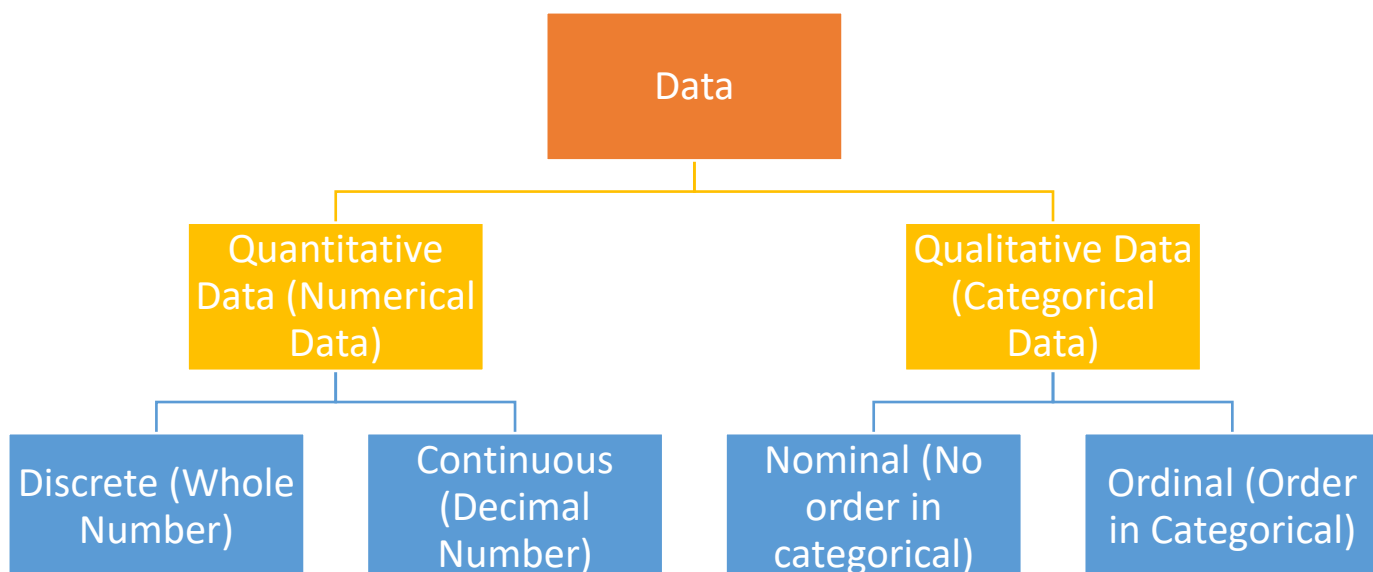 Data
Quantitative
Data (Numerical
Data)
Qualitative Data
(Categorical
Data)
Discrete (Whole
Number)
Continuous
(Decimal
Number)
Nominal (No
order in
categorical)
Ordinal (Order
in Categorical)